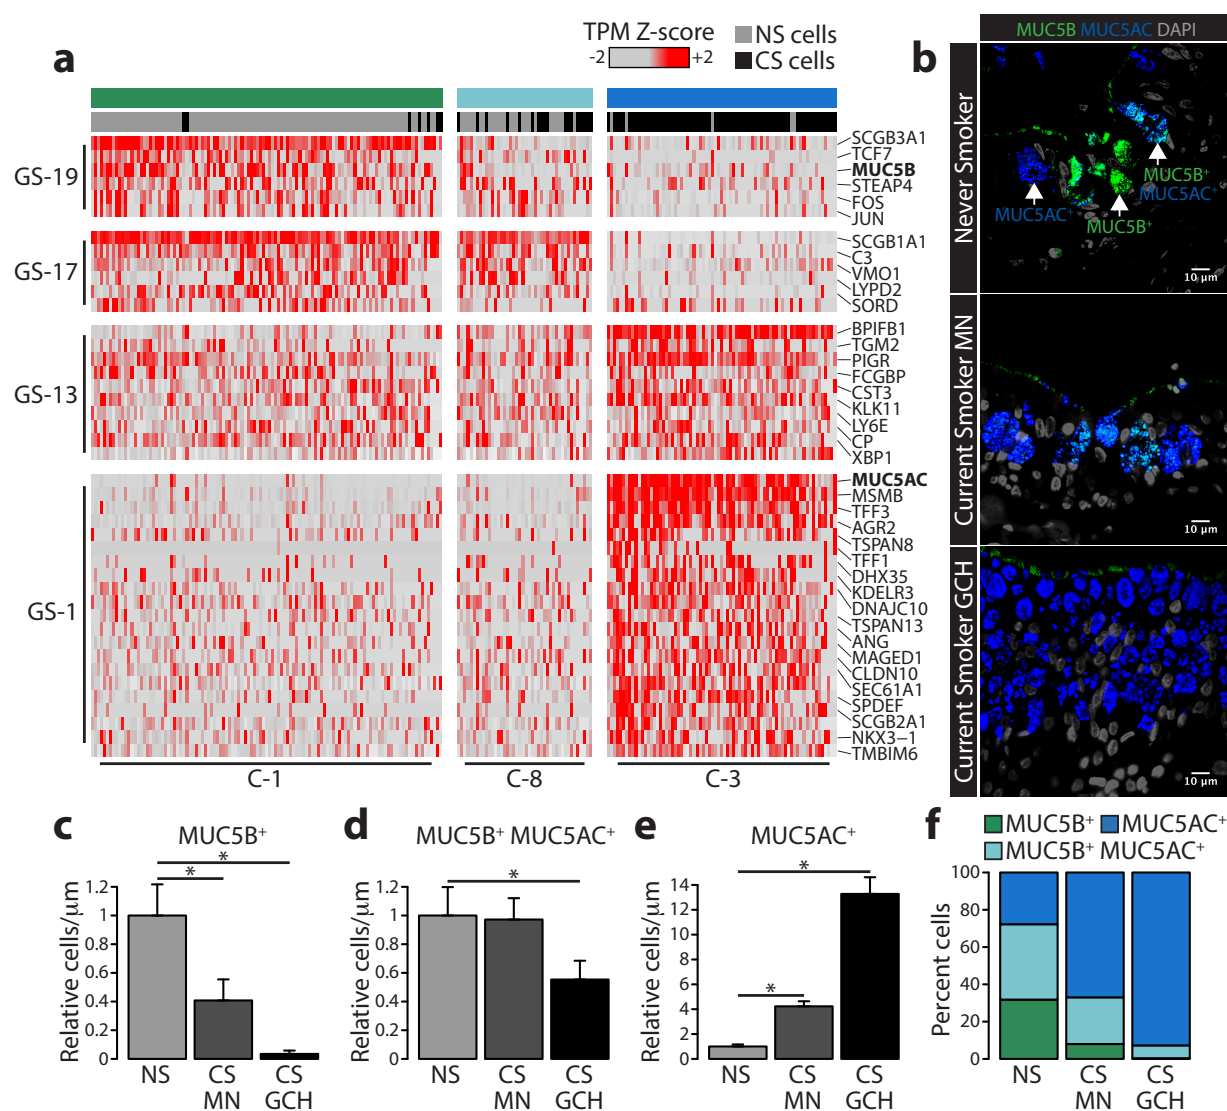 a
TPM Z-score
-2 +2
NS cells
CS cells
GS-19
SCGB3A1
TCF7
MUC5B
STEAP4
FOS
JUN
GS-17
SCGB1A1
C3
VMO1
LYPD2
SORD
GS-13
BPIFB1
TGM2
PIGR
FCGBP
CST3
KLK11
LY6E
CP
XBP1
GS-1
MUC5AC
MSMB
TFF3
AGR2
TSPAN8
TFF1
DHX35
KDELR3
DNAJC10
TSPAN13
ANG
MAGED1
CLDN10
SEC61A1
SPDEF
SCGB2A1
NKX3−1
TMBIM6
C-1 C-8 C-3
b
MUC5B MUC5AC DAPI
Never Smoker
MUC5B⁺
MUC5AC⁺
MUC5AC⁺
MUC5B⁺
10 µm
Current Smoker MN
10 µm
Current Smoker GCH
10 µm
c
MUC5B⁺
*
*
Relative cells/µm
1.2
1
0.8
0.6
0.4
0.2
0
NS CS CS
MN GCH
d
MUC5B⁺ MUC5AC⁺
*
Relative cells/µm
1.2
1
0.8
0.6
0.4
0.2
0
NS CS CS
MN GCH
e
MUC5AC⁺
*
*
Relative cells/µm
14
12
10
8
6
4
2
0
NS CS CS
MN GCH
f
MUC5B⁺ MUC5AC⁺
MUC5B⁺ MUC5AC⁺
Percent cells
100
80
60
40
20
0
NS CS CS
MN GCH